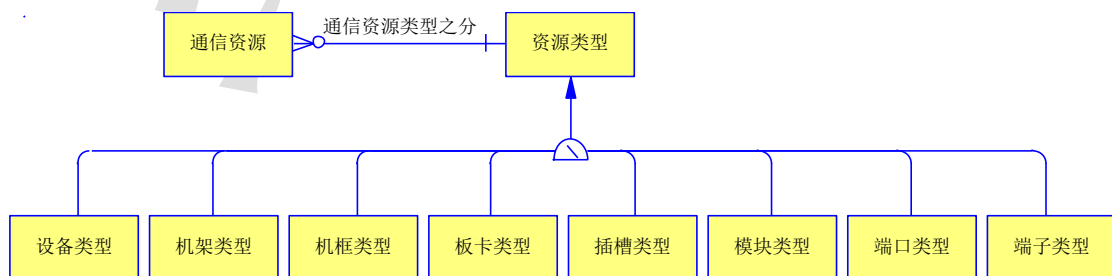 通信资源
通信资源类型之分
资源类型
设备类型
机架类型
机框类型
板卡类型
插槽类型
模块类型
端口类型
端子类型